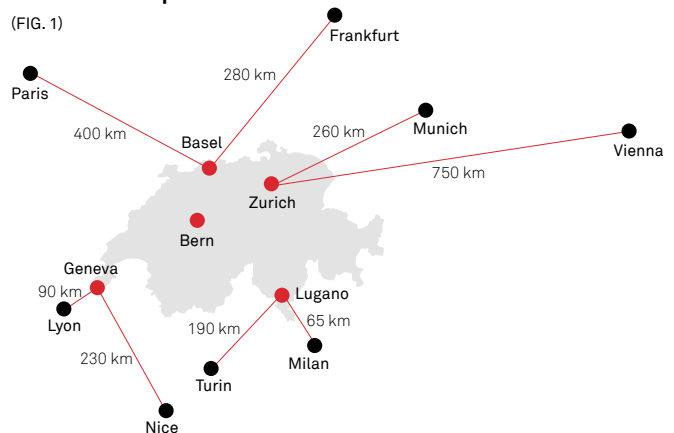 (FIG. 1)
Frankfurt
280 km
Paris
400 km
Basel
260 km
Munich
Vienna
750 km
Zurich
Bern
Geneva
90 km
Lugano
Lyon
190 km
65 km
230 km
Milan
Turin
Nice